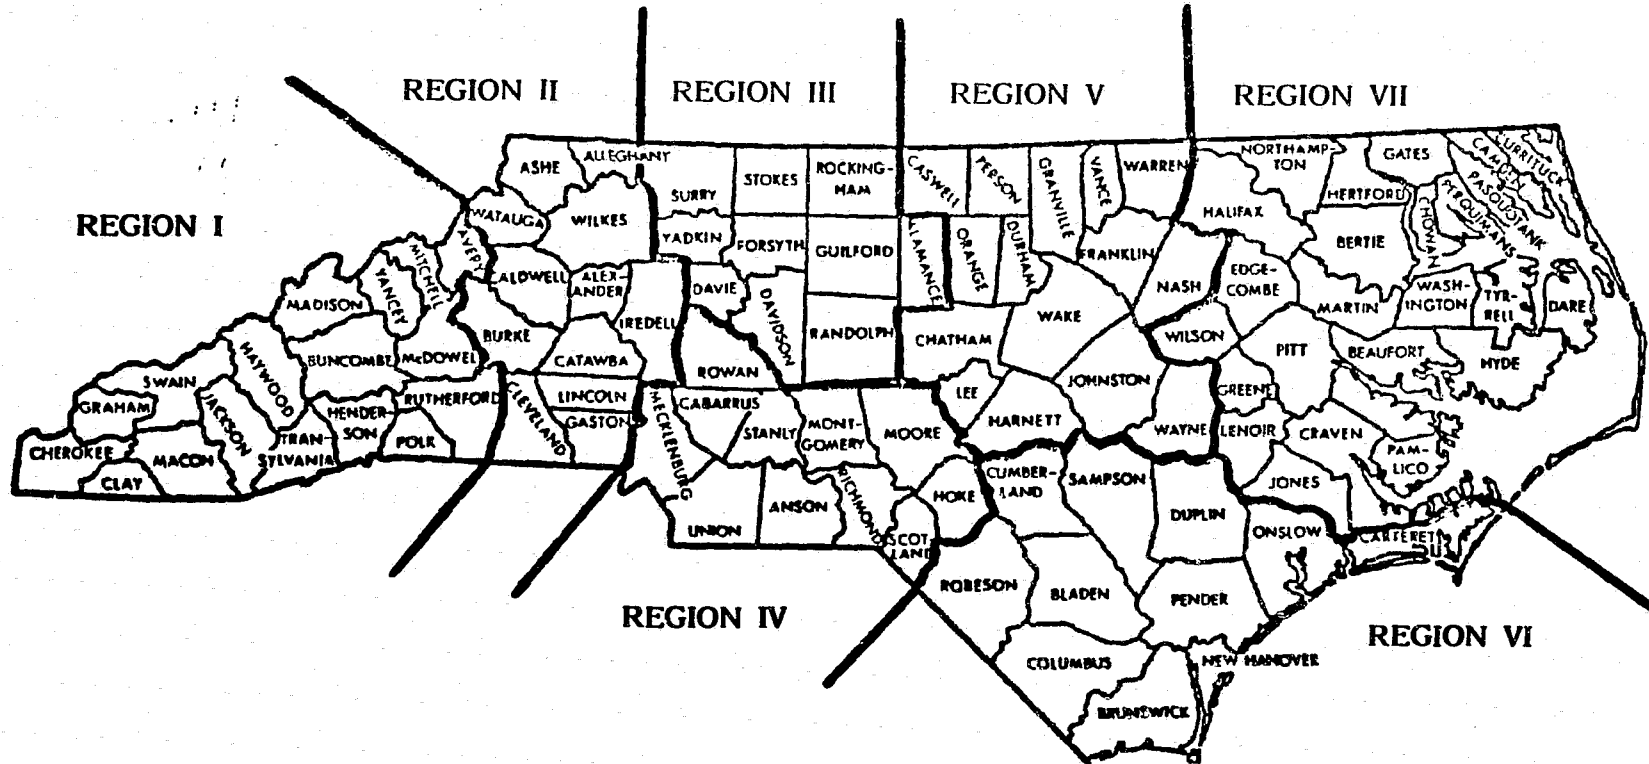 REGION II
REGION III
REGION V
REGION VII
REGION I
ASHE
ALLEGHANY
WATAUGA
WILKES
SURRY
STOKES
ROCKING-
HAM
CASWELL
PERSON
GRANVILLE
VANCE
WARREN
NORTHAMP-
TON
GATES
CURRITUCK
CAMDEN
PASQUOTANK
PERQUIMANS
CHOWAN
HERTFORD
HALIFAX
BERTIE
AVERY
MITCHELL
YANCEY
MADISON
CALDWELL
ALEX-
ANDER
YADKIN
FORSYTH
GUILFORD
ALAMANCE
ORANGE
DURHAM
FRANKLIN
NASH
EDGE-
COMBE
MARTIN
WASH-
INGTON
TYR-
RELL
DARE
DAVIE
DAVIDSON
IREDELL
BURKE
McDOWEL
BUNCOMBE
HAYWOOD
SWAIN
GRAHAM
JACKSON
CHEROKEE
CLAY
MACON
TRAN-
SYLVANIA
HENDER-
SON
POLK
RUTHERFORD
CLEVELAND
CATAWBA
LINCOLN
GASTON
ROWAN
RANDOLPH
CHATHAM
WAKE
WILSON
PITT
BEAUFORT
HYDE
MECKLENBURG
CABARRUS
STANLY
MONT-
GOMERY
MOORE
LEE
HARNETT
JOHNSTON
WAYNE
GREENE
LENOIR
CRAVEN
PAM-
LICO
JONES
UNION
ANSON
RICHMOND
SCOT-
LAND
HOKE
CUMBER-
LAND
SAMPSON
DUPLIN
ONSLOW
CARTERET
ROBESON
BLADEN
PENDER
COLUMBUS
NEW HANOVER
BRUNSWICK
REGION IV
REGION VI